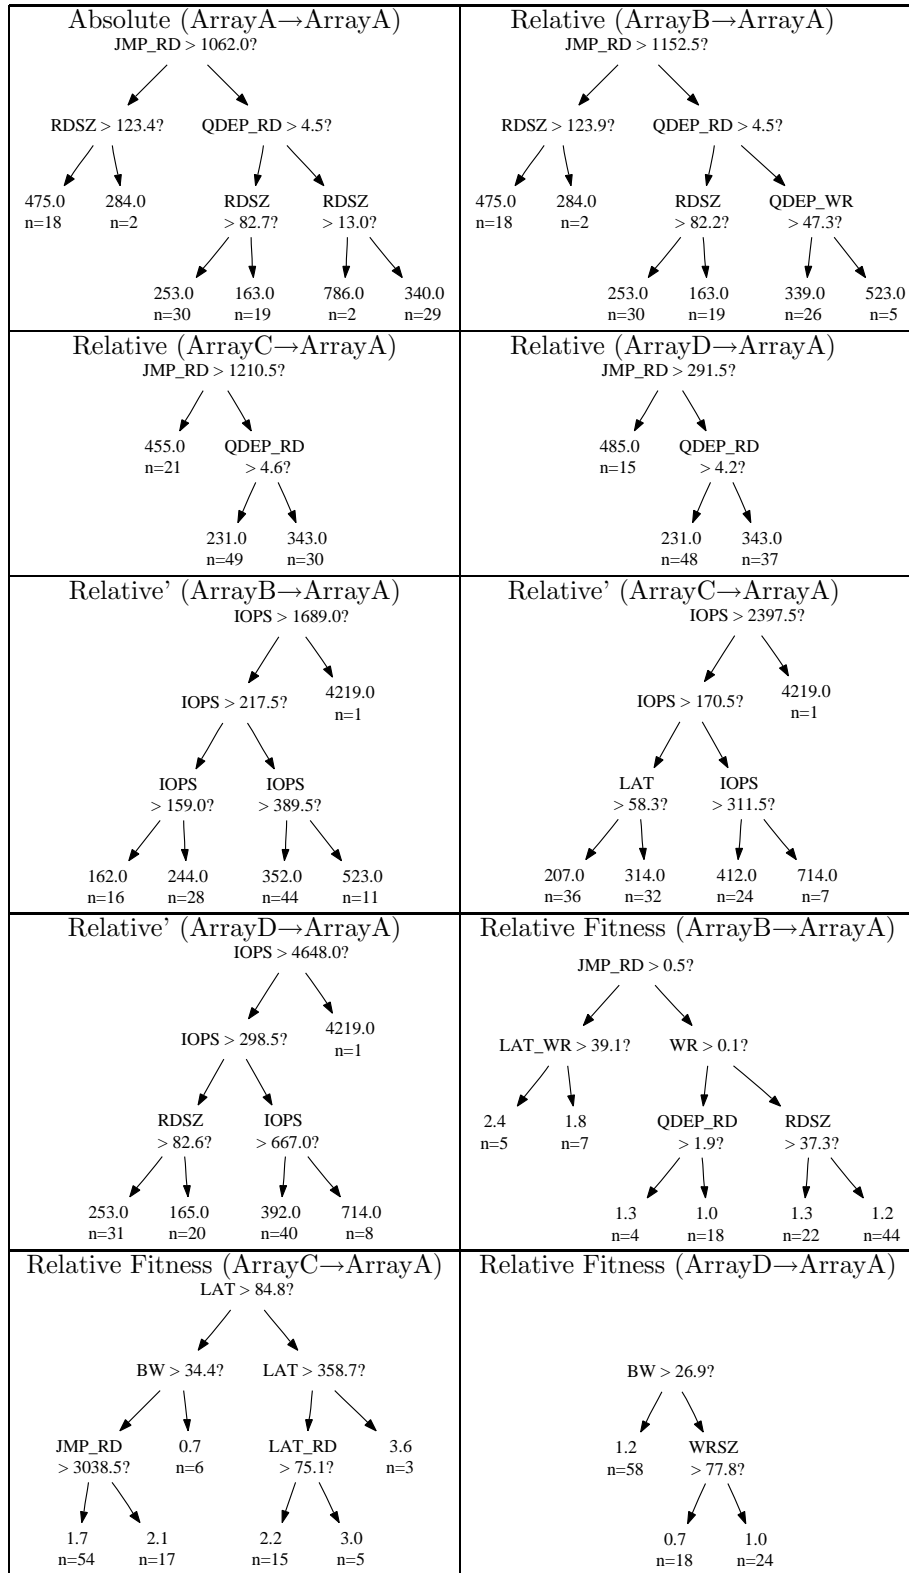 Absolute (ArrayA→ArrayA)
JMP_RD > 1062.0?
RDSZ > 123.4? QDEP_RD > 4.5?
475.0 284.0 RDSZ RDSZ
n=18 n=2 > 82.7? > 13.0?
253.0 163.0 786.0 340.0
n=30 n=19 n=2 n=29
Relative (ArrayB→ArrayA)
JMP_RD > 1152.5?
RDSZ > 123.9? QDEP_RD > 4.5?
475.0 284.0 RDSZ QDEP_WR
n=18 n=2 > 82.2? > 47.3?
253.0 163.0 339.0 523.0
n=30 n=19 n=26 n=5
Relative (ArrayC→ArrayA)
JMP_RD > 1210.5?
455.0 QDEP_RD
n=21 > 4.6?
231.0 343.0
n=49 n=30
Relative (ArrayD→ArrayA)
JMP_RD > 291.5?
485.0 QDEP_RD
n=15 > 4.2?
231.0 343.0
n=48 n=37
Relative’ (ArrayB→ArrayA)
IOPS > 1689.0?
IOPS > 217.5? 4219.0
n=1
IOPS IOPS
> 159.0? > 389.5?
162.0 244.0 352.0 523.0
n=16 n=28 n=44 n=11
Relative’ (ArrayC→ArrayA)
IOPS > 2397.5?
IOPS > 170.5? 4219.0
n=1
LAT IOPS
> 58.3? > 311.5?
207.0 314.0 412.0 714.0
n=36 n=32 n=24 n=7
Relative’ (ArrayD→ArrayA)
IOPS > 4648.0?
IOPS > 298.5? 4219.0
n=1
RDSZ IOPS
> 82.6? > 667.0?
253.0 165.0 392.0 714.0
n=31 n=20 n=40 n=8
Relative Fitness (ArrayB→ArrayA)
JMP_RD > 0.5?
LAT_WR > 39.1? WR > 0.1?
2.4 1.8 QDEP_RD RDSZ
n=5 n=7 > 1.9? > 37.3?
1.3 1.0 1.3 1.2
n=4 n=18 n=22 n=44
Relative Fitness (ArrayC→ArrayA)
LAT > 84.8?
BW > 34.4? LAT > 358.7?
JMP_RD 0.7 LAT_RD 3.6
> 3038.5? n=6 > 75.1? n=3
1.7 2.1 2.2 3.0
n=54 n=17 n=15 n=5
Relative Fitness (ArrayD→ArrayA)
BW > 26.9?
1.2 WRSZ
n=58 > 77.8?
0.7 1.0
n=18 n=24